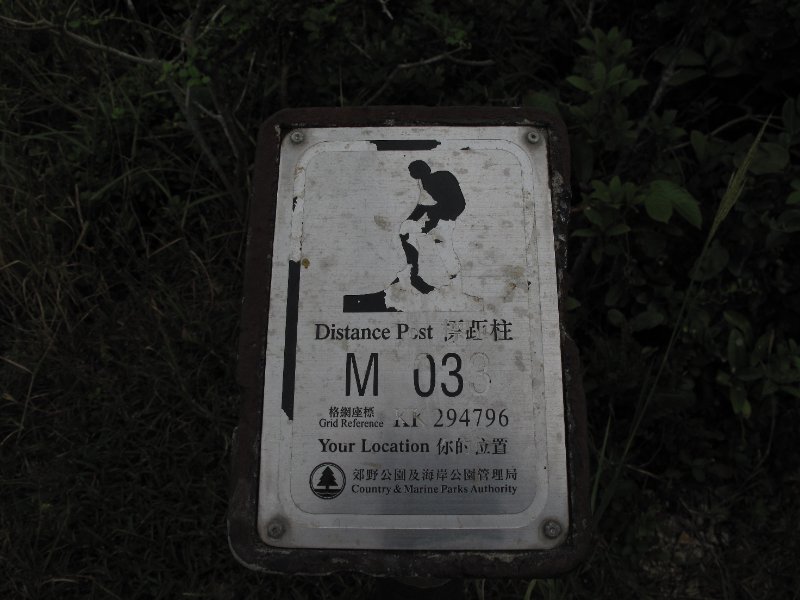 Distance Post 標距柱
M 033
格網座標
Grid Reference KK 294796
Your Location 你的位置
郊野公園及海岸公園管理局
Country & Marine Parks Authority